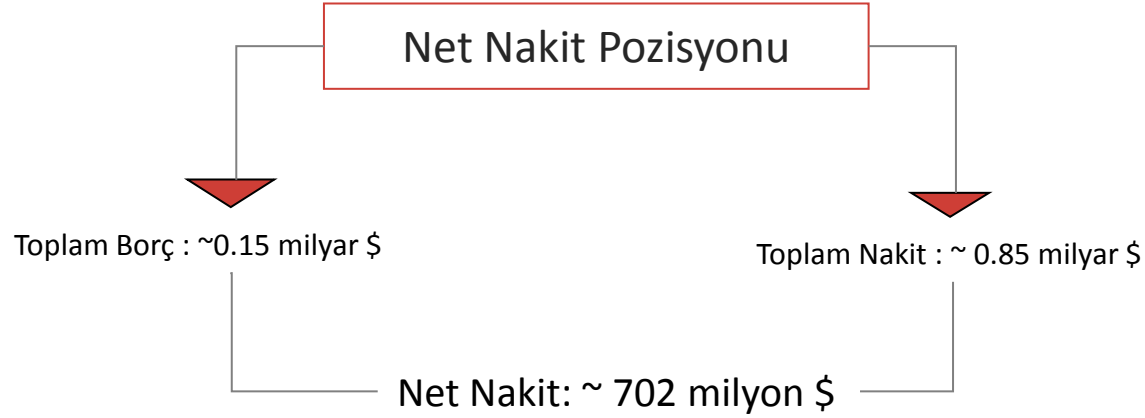 Net Nakit Pozisyonu
Toplam Borç : ~0.15 milyar $
Toplam Nakit : ~ 0.85 milyar $
Net Nakit: ~ 702 milyon $